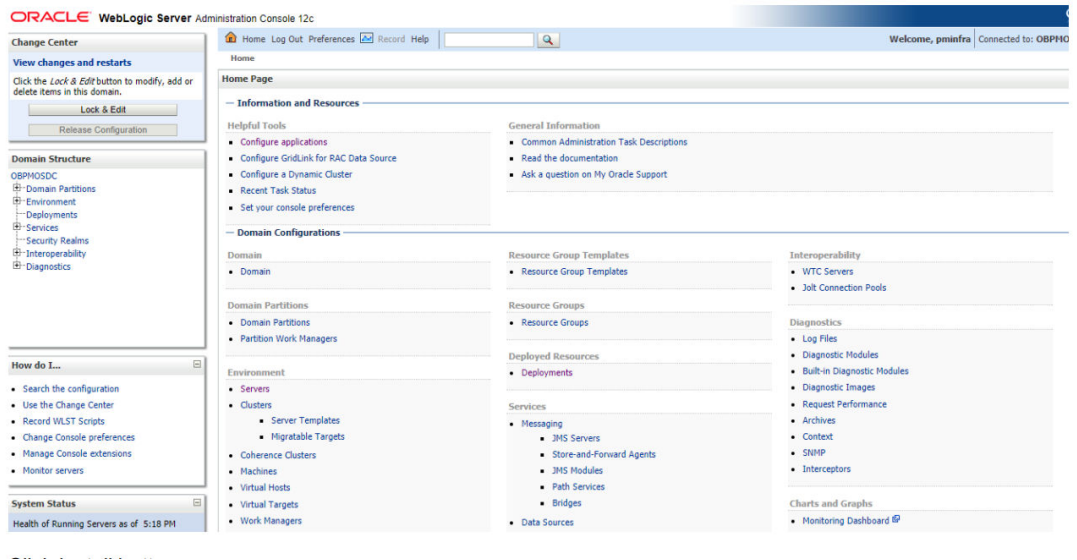 ORACLE WebLogic Server Administration Console 12c
Change Center
View changes and restarts
Click the Lock & Edit button to modify, add or
delete items in this domain.
Lock & Edit
Release Configuration
Domain Structure
OBPMOSDC
Domain Partitions
Environment
Deployments
Services
Security Realms
Interoperability
Diagnostics
How do I...
Search the configuration
Use the Change Center
Record WLST Scripts
Change Console preferences
Manage Console extensions
Monitor servers
System Status
Health of Running Servers as of 5:18 PM
Home Log Out Preferences Record Help
Welcome, pminfra Connected to: OBPMO
Home
Home Page
Information and Resources
Helpful Tools
Configure applications
Configure GridLink for RAC Data Source
Configure a Dynamic Cluster
Recent Task Status
Set your console preferences
General Information
Common Administration Task Descriptions
Read the documentation
Ask a question on My Oracle Support
Domain Configurations
Domain
Domain
Domain Partitions
Domain Partitions
Partition Work Managers
Environment
Servers
Clusters
Server Templates
Migratable Targets
Coherence Clusters
Machines
Virtual Hosts
Virtual Targets
Work Managers
Resource Group Templates
Resource Group Templates
Resource Groups
Resource Groups
Deployed Resources
Deployments
Services
Messaging
JMS Servers
Store-and-Forward Agents
JMS Modules
Path Services
Bridges
Data Sources
Interoperability
WTC Servers
Jolt Connection Pools
Diagnostics
Log Files
Diagnostic Modules
Built-in Diagnostic Modules
Diagnostic Images
Request Performance
Archives
Context
SNMP
Interceptors
Charts and Graphs
Monitoring Dashboard